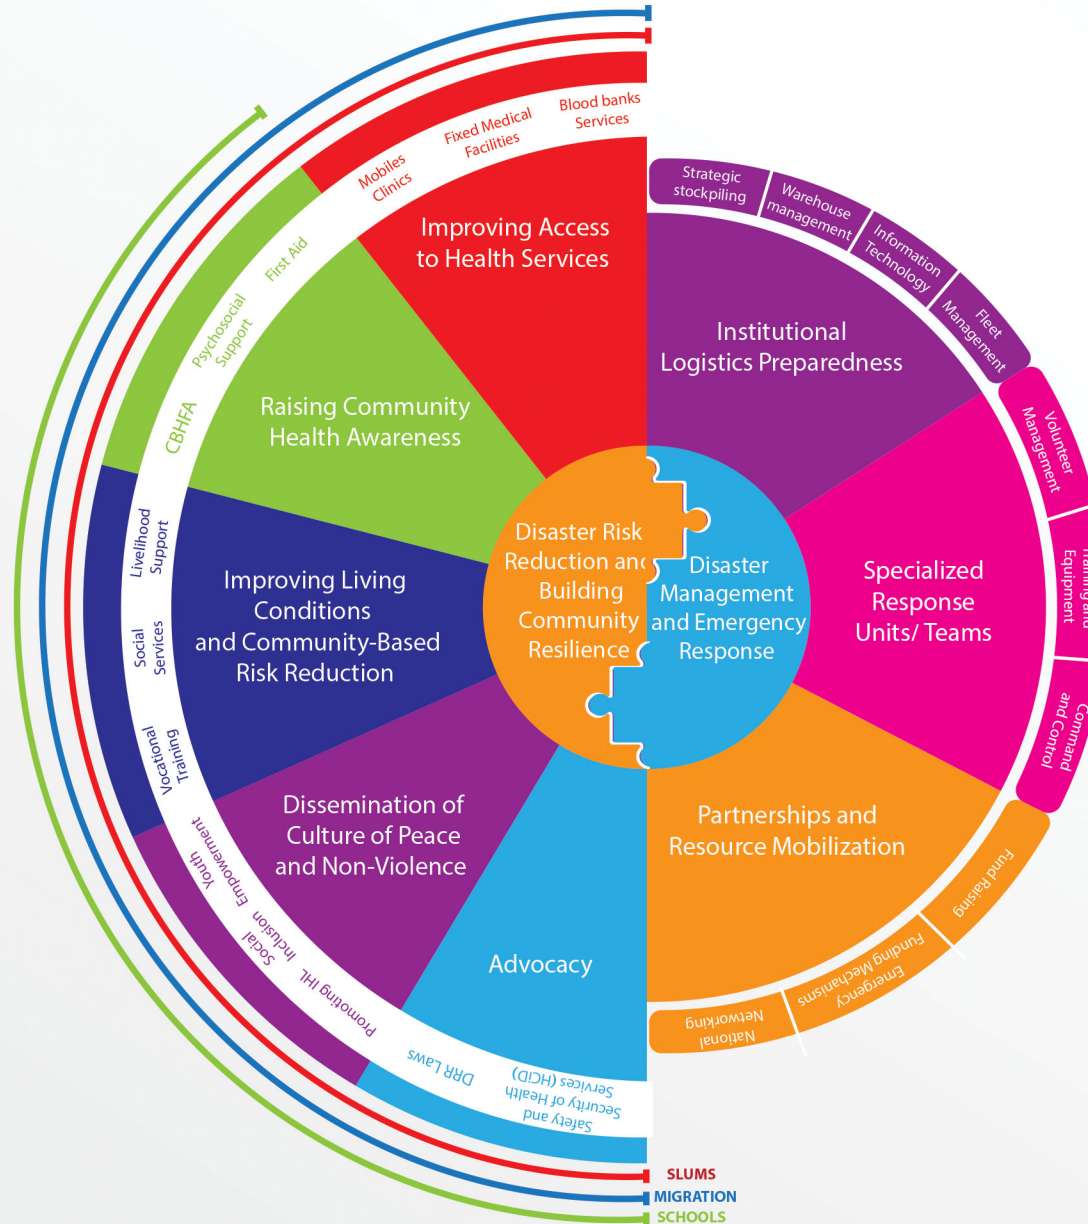 Blood banks
Services
Fixed Medical
Facilities
Mobiles
Clinics
Improving Access
to Health Services
First Aid
Psychosocial
Support
CBHFA
Raising Community
Health Awareness
Livelihood
Support
Social
Services
Vocational
Training
Improving Living
Conditions
and Community-Based
Risk Reduction
Youth
Empowerment
Social
Inclusion
Promoting IHL
Dissemination of
Culture of Peace
and Non-Violence
DRR Laws
Safety and
Security of Health
Services (HCiD)
Advocacy
Disaster Risk
Reduction and
Building
Community
Resilience
Disaster
Management
and Emergency
Response
Strategic
stockpiling
Warehouse
management
Information
Technology
Fleet
Management
Institutional
Logistics Preparedness
Volunteer
Management
Equipment
Command
and Control
Specialized
Response
Units/ Teams
Fund Raising
Emergency
Funding Mechanisms
National
Networking
Partnerships and
Resource Mobilization
SLUMS
MIGRATION
SCHOOLS